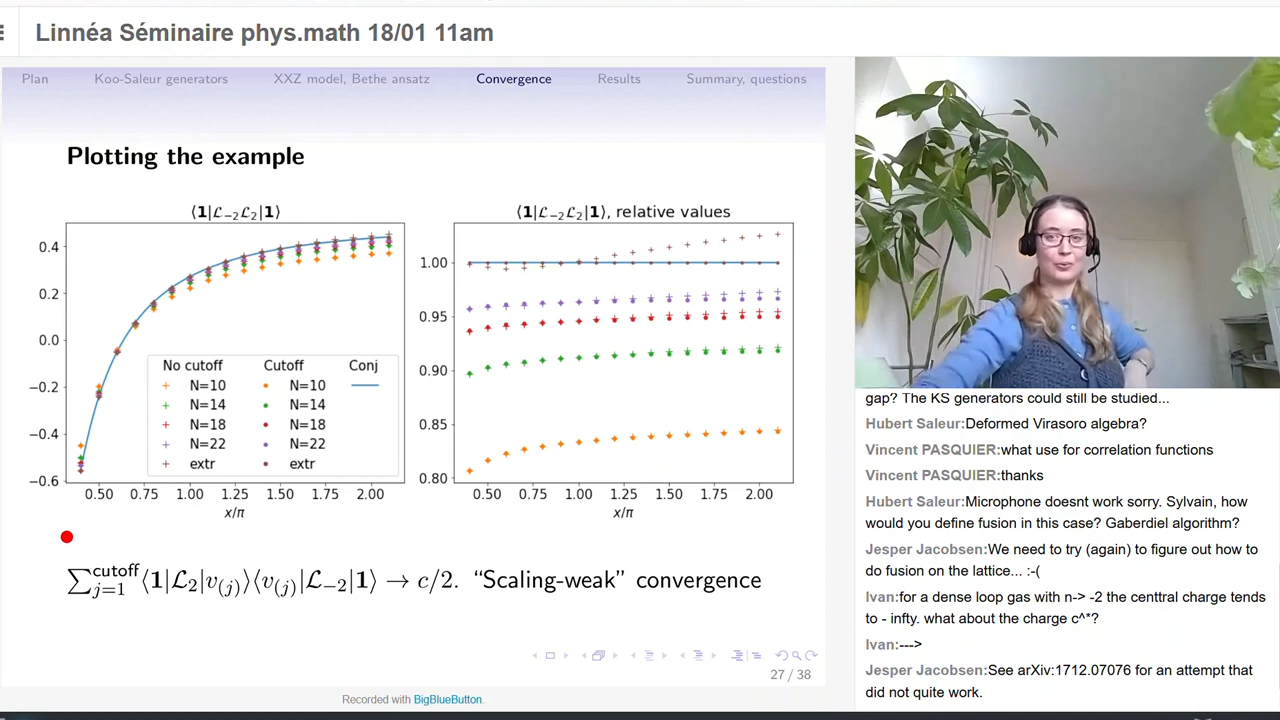 Linnéa Séminaire phys.math 18/01 11am
Plan Koo-Saleur generators XXZ model, Bethe ansatz Convergence Results Summary, questions
Plotting the example
⟨1|ℒ₋₂ℒ₂|1⟩
0.4
0.2
0.0
−0.2
−0.4
−0.6
No cutoff Cutoff Conj
N=10 N=10
N=14 N=14
N=18 N=18
N=22 N=22
extr extr
0.50 0.75 1.00 1.25 1.50 1.75 2.00
x/π
⟨1|ℒ₋₂ℒ₂|1⟩, relative values
1.00
0.95
0.90
0.85
0.80
0.50 0.75 1.00 1.25 1.50 1.75 2.00
x/π
∑ⱼ₌₁^cutoff⟨1|ℒ₂|v₍ⱼ₎⟩⟨v₍ⱼ₎|ℒ₋₂|1⟩ → c/2. “Scaling-weak” convergence
27 / 38
Recorded with BigBlueButton.
gap? The KS generators could still be studied...
Hubert Saleur:Deformed Virasoro algebra?
Vincent PASQUIER:what use for correlation functions
Vincent PASQUIER:thanks
Hubert Saleur:Microphone doesnt work sorry. Sylvain, how
would you define fusion in this case? Gaberdiel algorithm?
Jesper Jacobsen:We need to try (again) to figure out how to
do fusion on the lattice... :-(
Ivan:for a dense loop gas with n-> -2 the centtral charge tends
to - infty. what about the charge c^*?
Ivan:--->
Jesper Jacobsen:See arXiv:1712.07076 for an attempt that
did not quite work.